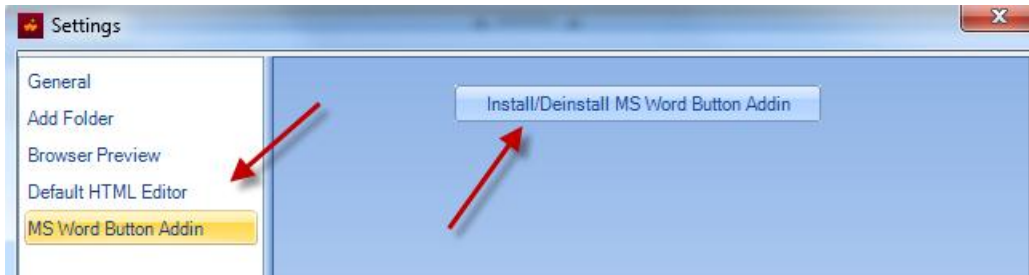 Settings
General
Add Folder
Browser Preview
Default HTML Editor
MS Word Button Addin
Install/Deinstall MS Word Button Addin